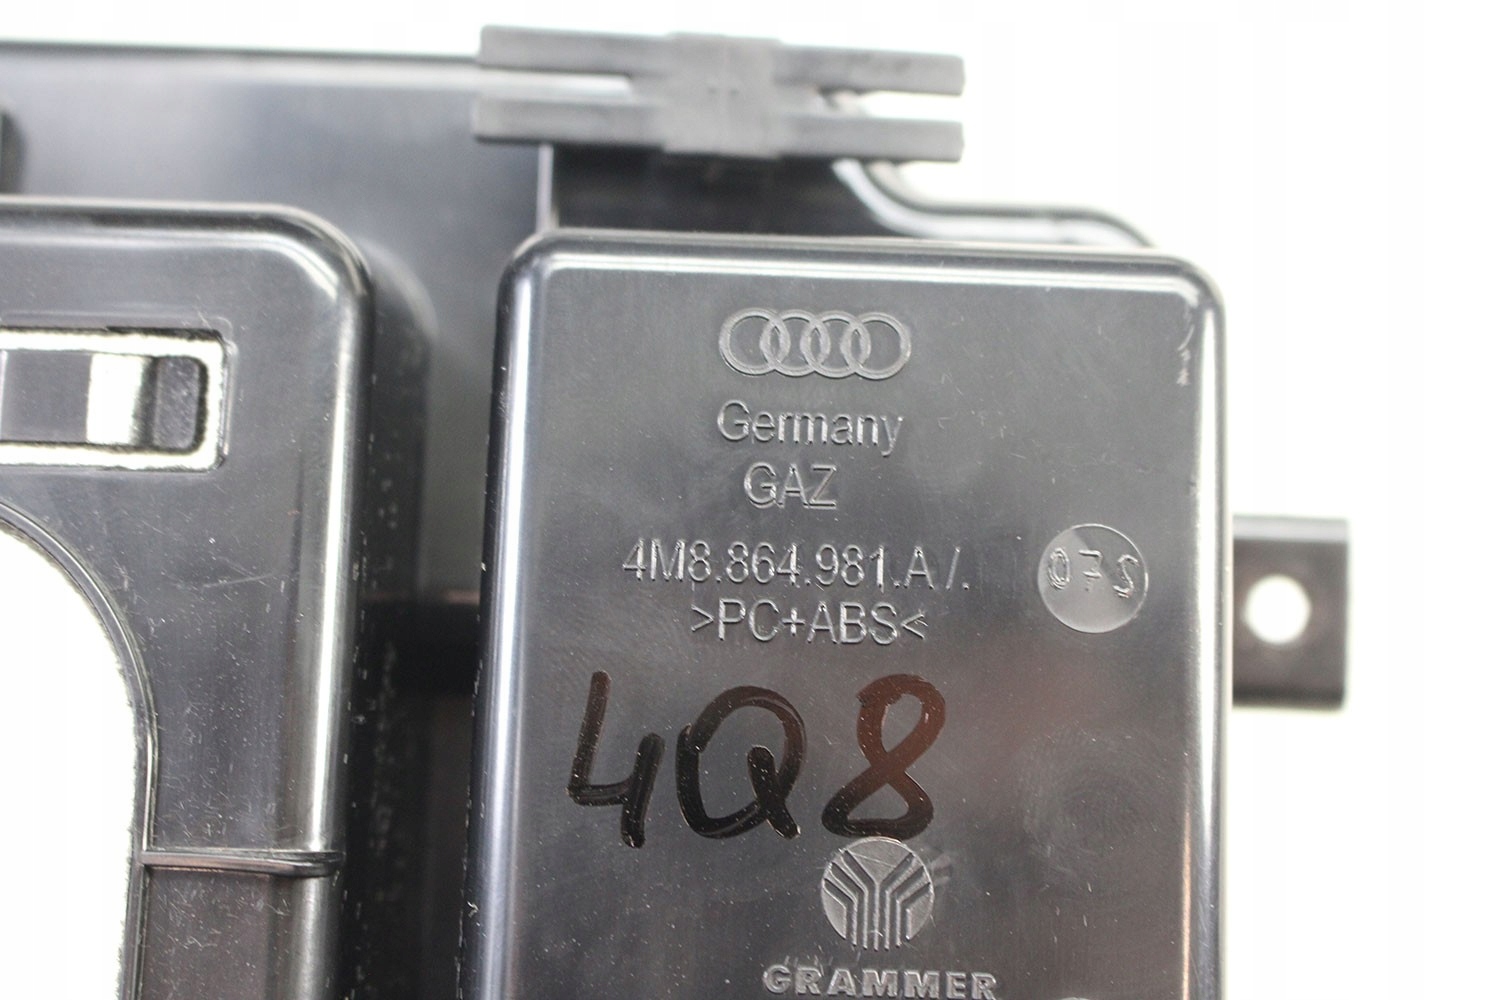 Germany
GAZ
4M8.864.981.A /.
07S
>PC+ABS<
4Q8
GRAMMER